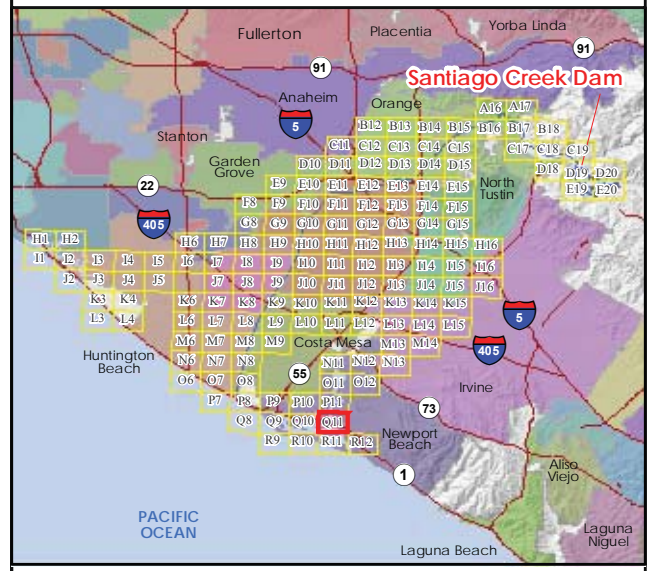 Yorba Linda
Fullerton
Placentia
91
91
Santiago Creek Dam
Anaheim
Orange
A16 A17
5
B12 B13 B14 B15 B16 B17 B18
Stanton
C11 C12 C13 C14 C15 C17 C18 C19
Garden
Grove
D10 D11 D12 D13 D14 D15 D18 D19 D20
22
E9 E10 E11 E12 E13 E14 E15 E19 E20
North
Tustin
F8 F9 F10 F11 F12 F13 F14 F15
405
G8 G9 G10 G11 G12 G13 G14 G15
H1 H2 H6 H7 H8 H9 H10 H11 H12 H13 H14 H15 H16
I1 I2 I3 I4 I5 I6 I7 I8 I9 I10 I11 I12 I13 I14 I15 I16
J2 J3 J4 J5 J7 J8 J9 J10 J11 J12 J13 J14 J15 J16
K3 K4 K6 K7 K8 K9 K10 K11 K12 K13 K14 K15
5
L3 L4 L6 L7 L8 L9 L10 L11 L12 L13 L14 L15
M6 M7 M8 M9 Costa Mesa M13 M14
405
Huntington
Beach
N6 N7 N8 N11 N12 N13
55
O6 O7 O8 O11 O12
Irvine
P7 P8 P9 P10 P11
73
Q8 Q9 Q10 Q11
Newport
Beach
R9 R10 R11 R12
1
Aliso
Viejo
PACIFIC
OCEAN
Laguna
Niguel
Laguna Beach